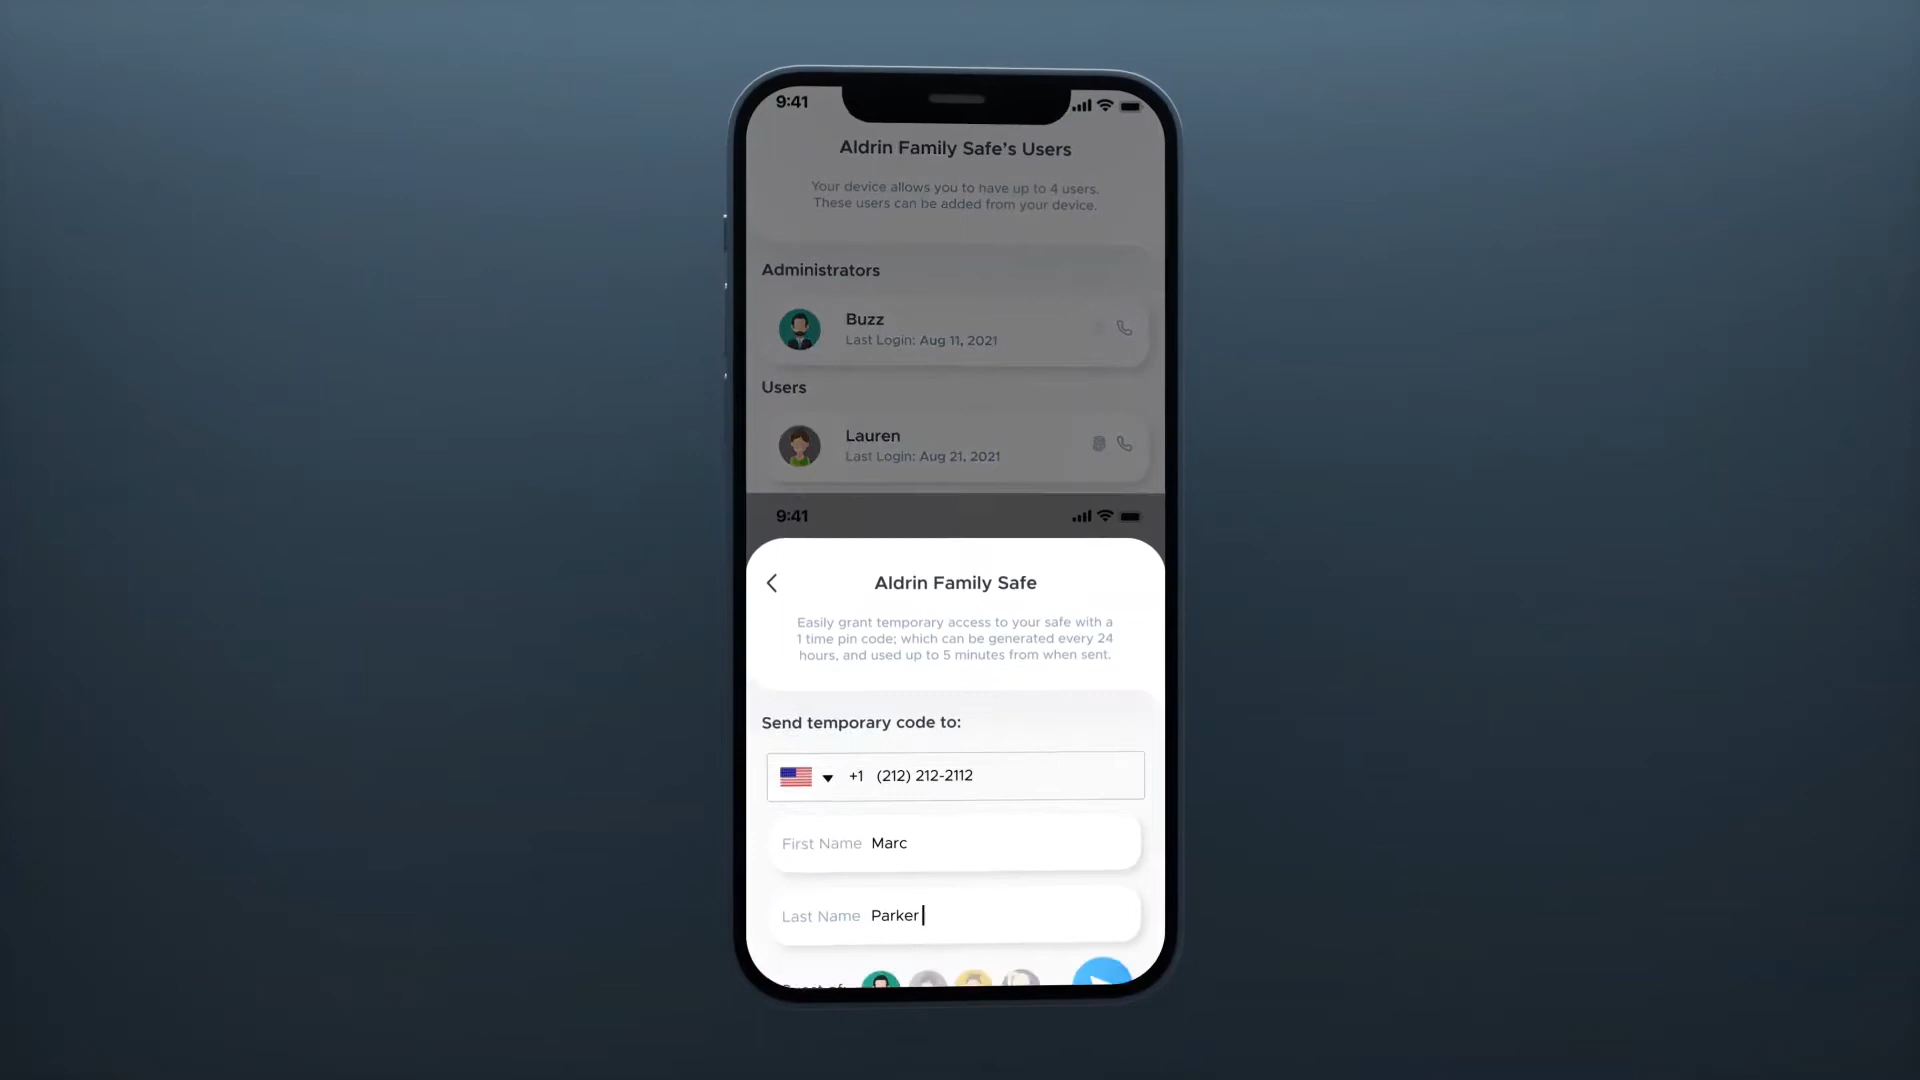 9:41
Aldrin Family Safe's Users
Your device allows you to have up to 4 users.
These users can be added from your device.
Administrators
Buzz
Last Login: Aug 11, 2021
Users
Lauren
Last Login: Aug 21, 2021
9:41
Aldrin Family Safe
Easily grant temporary access to your safe with a
1 time pin code; which can be generated every 24
hours, and used up to 5 minutes from when sent.
Send temporary code to:
+1 (212) 212-2112
First Name Marc
Last Name Parker